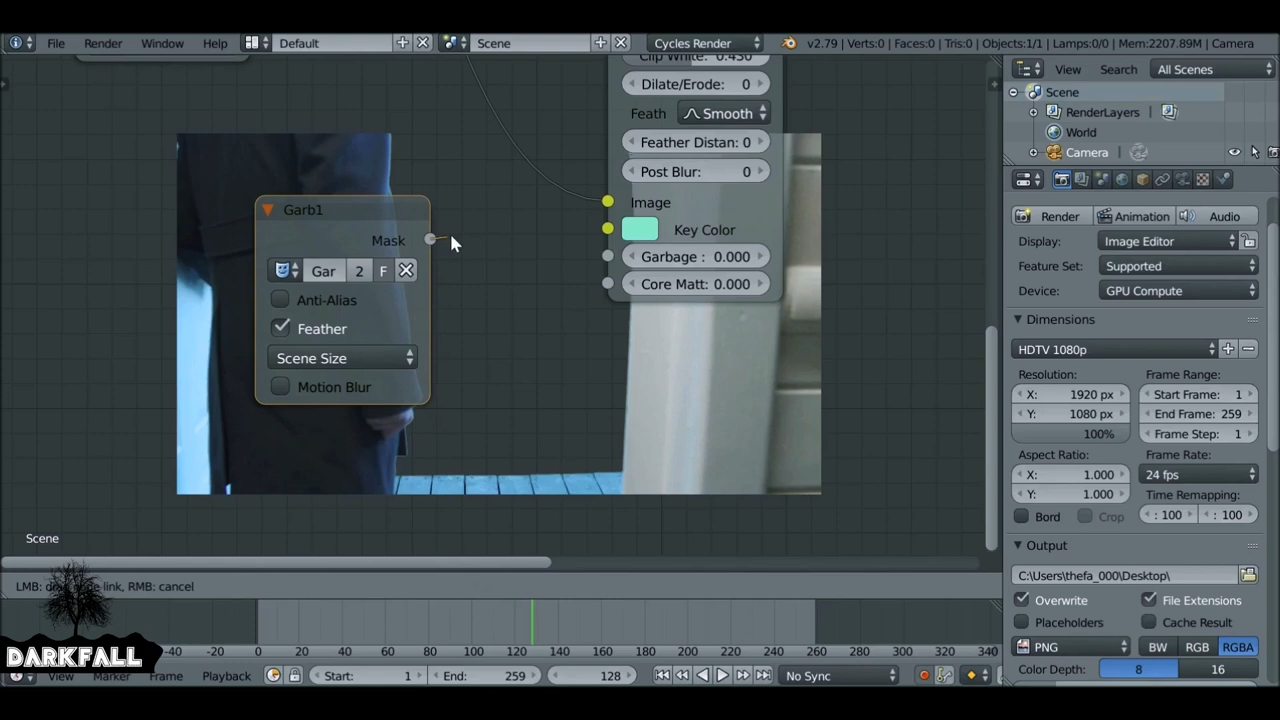 File Render Window Help Default Scene Cycles Render v2.79 | Verts:0 | Faces:0 | Tris:0 | Objects:1/1 | Lamps:0/0 | Mem:2207.89M | Camera
View Search All Scenes
Scene
RenderLayers
World
Camera
Clip White: 0.450
Dilate/Erode: 0
Feath Smooth
Feather Distan: 0
Post Blur: 0
Image
Key Color
Garbage : 0.000
Core Matt: 0.000
Garb1
Mask
Gar 2 F
Anti-Alias
Feather
Scene Size
Motion Blur
Scene
Render Animation Audio
Display: Image Editor
Feature Set: Supported
Device: GPU Compute
Dimensions
HDTV 1080p
Resolution: Frame Range:
X: 1920 px Start Frame: 1
Y: 1080 px End Frame: 259
100% Frame Step: 1
Aspect Ratio: Frame Rate:
X: 1.000 24 fps
Y: 1.000 Time Remapping:
Bord Crop : 100 : 100
Output
C:\Users\thefa_000\Desktop\
Overwrite File Extensions
Placeholders Cache Result
PNG BW RGB RGBA
Color Depth: 8 16
LMB: link, RMB: cancel
-40 -20 0 20 40 60 80 100 120 140 160 180 200 220 240 260 280 300 320 340
View Marker Frame Playback Start: 1 End: 259 128 No Sync
DARKFALL